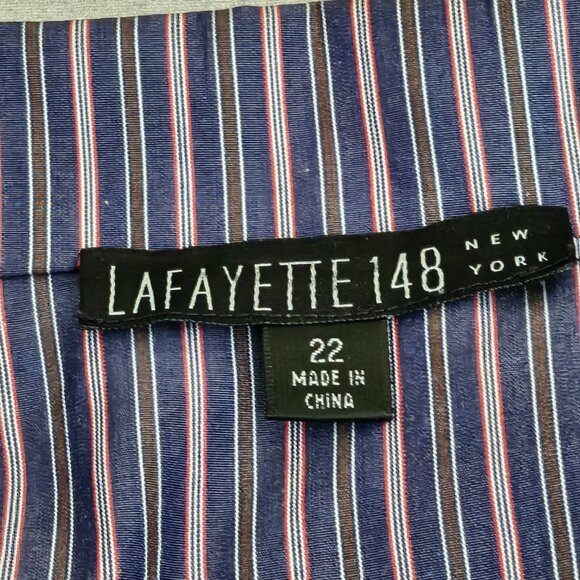 LAFAYETTE 148 NEW YORK
22
MADE IN
CHINA